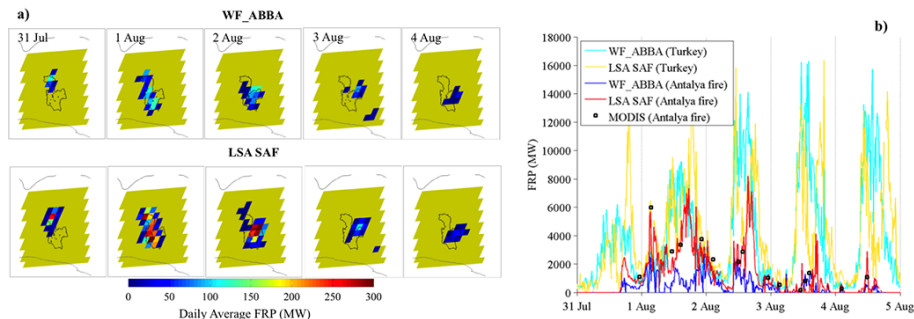 a)
WF_ABBA
31 Jul
1 Aug
2 Aug
3 Aug
4 Aug
LSA SAF
0 50 100 150 200 250 300
Daily Average FRP (MW)
b)
18000
16000
14000
12000
10000
8000
6000
4000
2000
0
FRP (MW)
WF_ABBA (Turkey)
LSA SAF (Turkey)
WF_ABBA (Antalya fire)
LSA SAF (Antalya fire)
MODIS (Antalya fire)
31 Jul 1 Aug 2 Aug 3 Aug 4 Aug 5 Aug